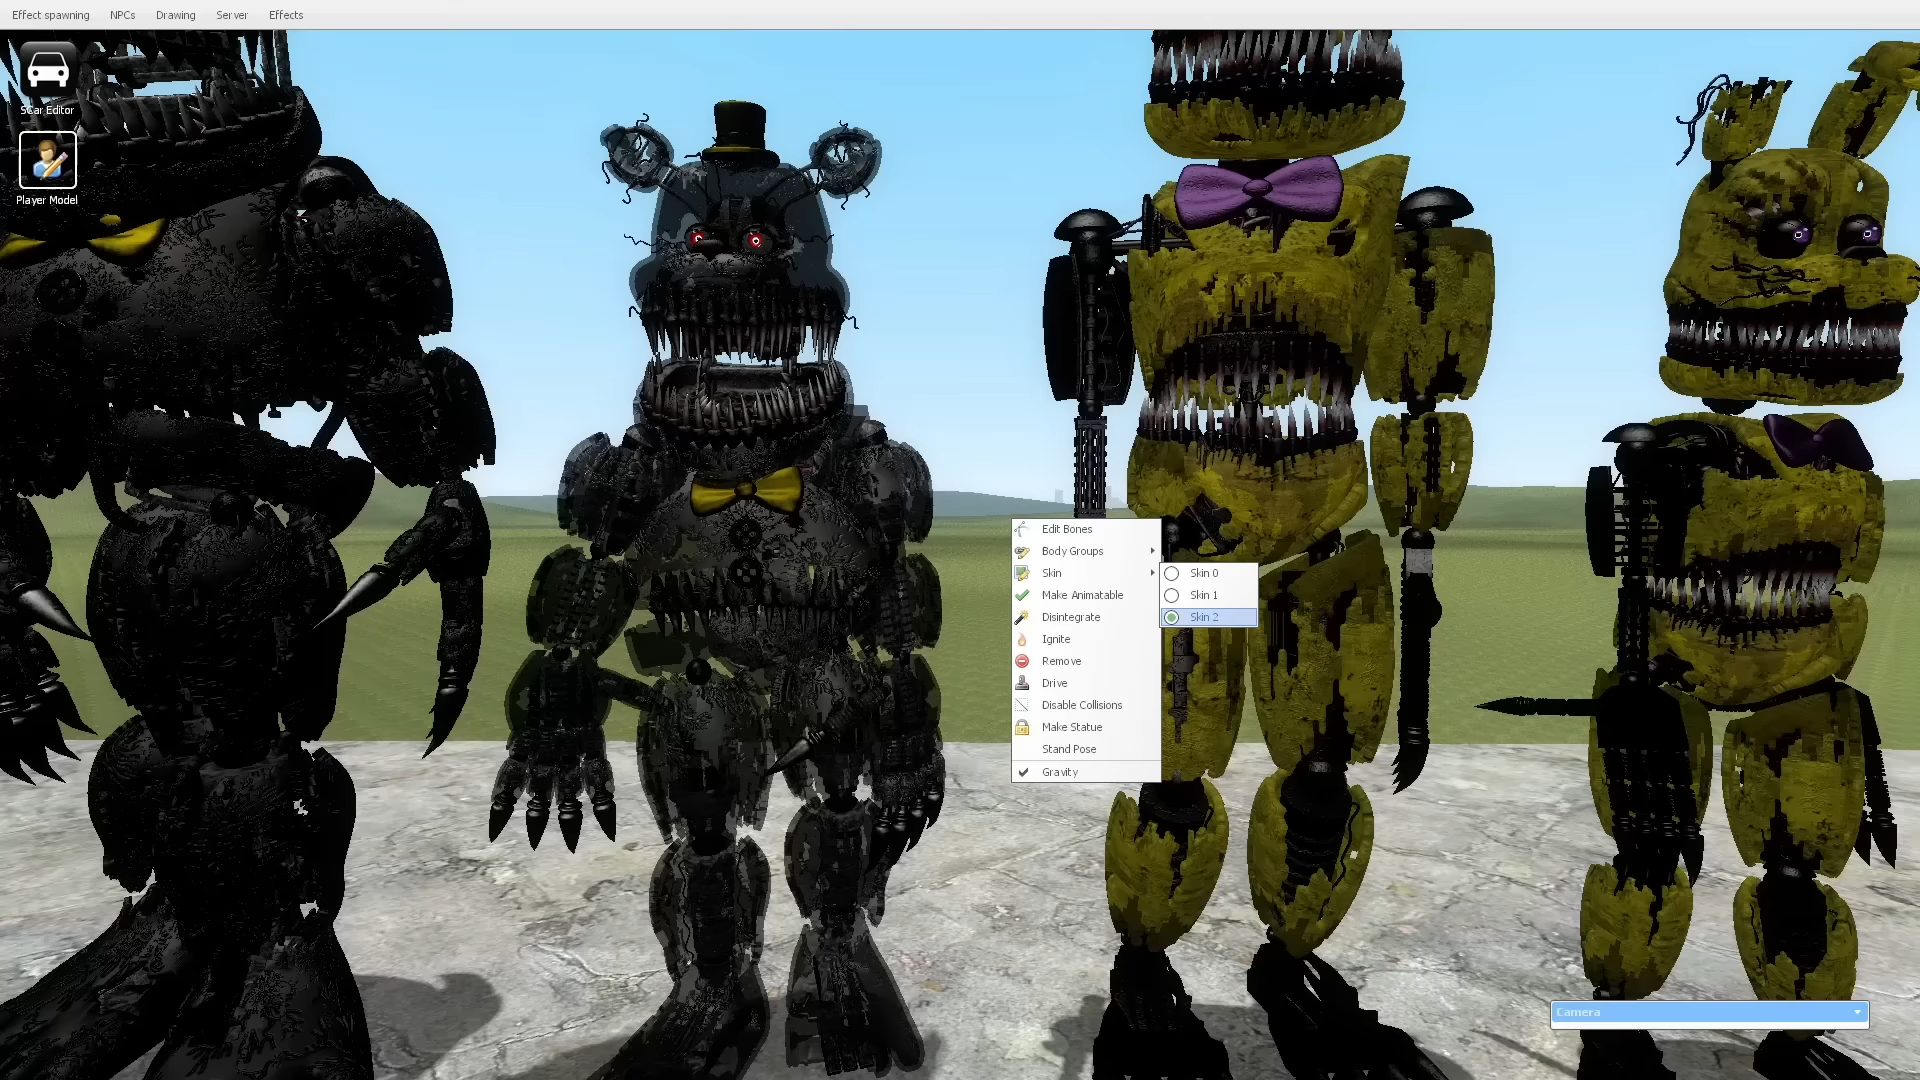 Effect spawning NPCs Drawing Server Effects
SCar Editor
Player Model
Edit Bones
Body Groups
Skin
Make Animatable
Disintegrate
Ignite
Remove
Drive
Disable Collisions
Make Statue
Stand Pose
Gravity
Skin 0
Skin 1
Skin 2
Camera